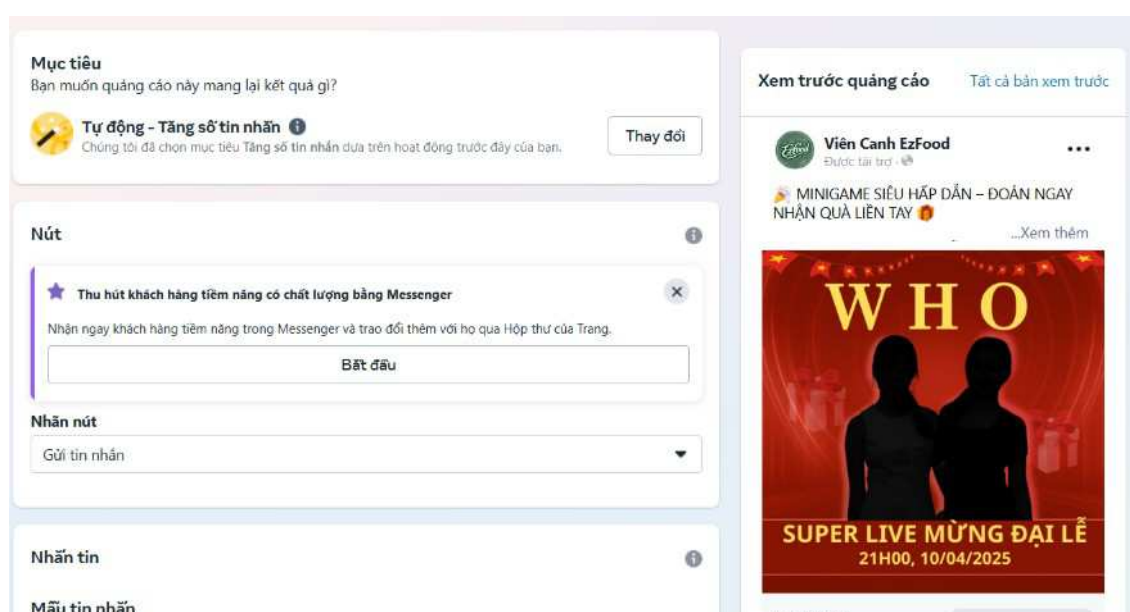 Mục tiêu
Bạn muốn quảng cáo này mang lại kết quả gì?
Tự động - Tăng số tin nhắn
Chúng tôi đã chọn mục tiêu Tăng số tin nhắn dựa trên hoạt động trước đây của bạn.
Thay đổi
Nút
Thu hút khách hàng tiềm năng có chất lượng bằng Messenger
Nhận ngay khách hàng tiềm năng trong Messenger và trao đổi thêm với họ qua Hộp thư của Trang.
Bắt đầu
Nhãn nút
Gửi tin nhắn
Nhắn tin
Mẫu tin nhắn
Xem trước quảng cáo
Tất cả bản xem trước
EzFood
Viên Canh EzFood
Được tài trợ ·
🎉 MINIGAME SIÊU HẤP DẪN – ĐOÁN NGAY
NHẬN QUÀ LIỀN TAY 🎁
...Xem thêm
WHO
SUPER LIVE MỪNG ĐẠI LỄ
21H00, 10/04/2025